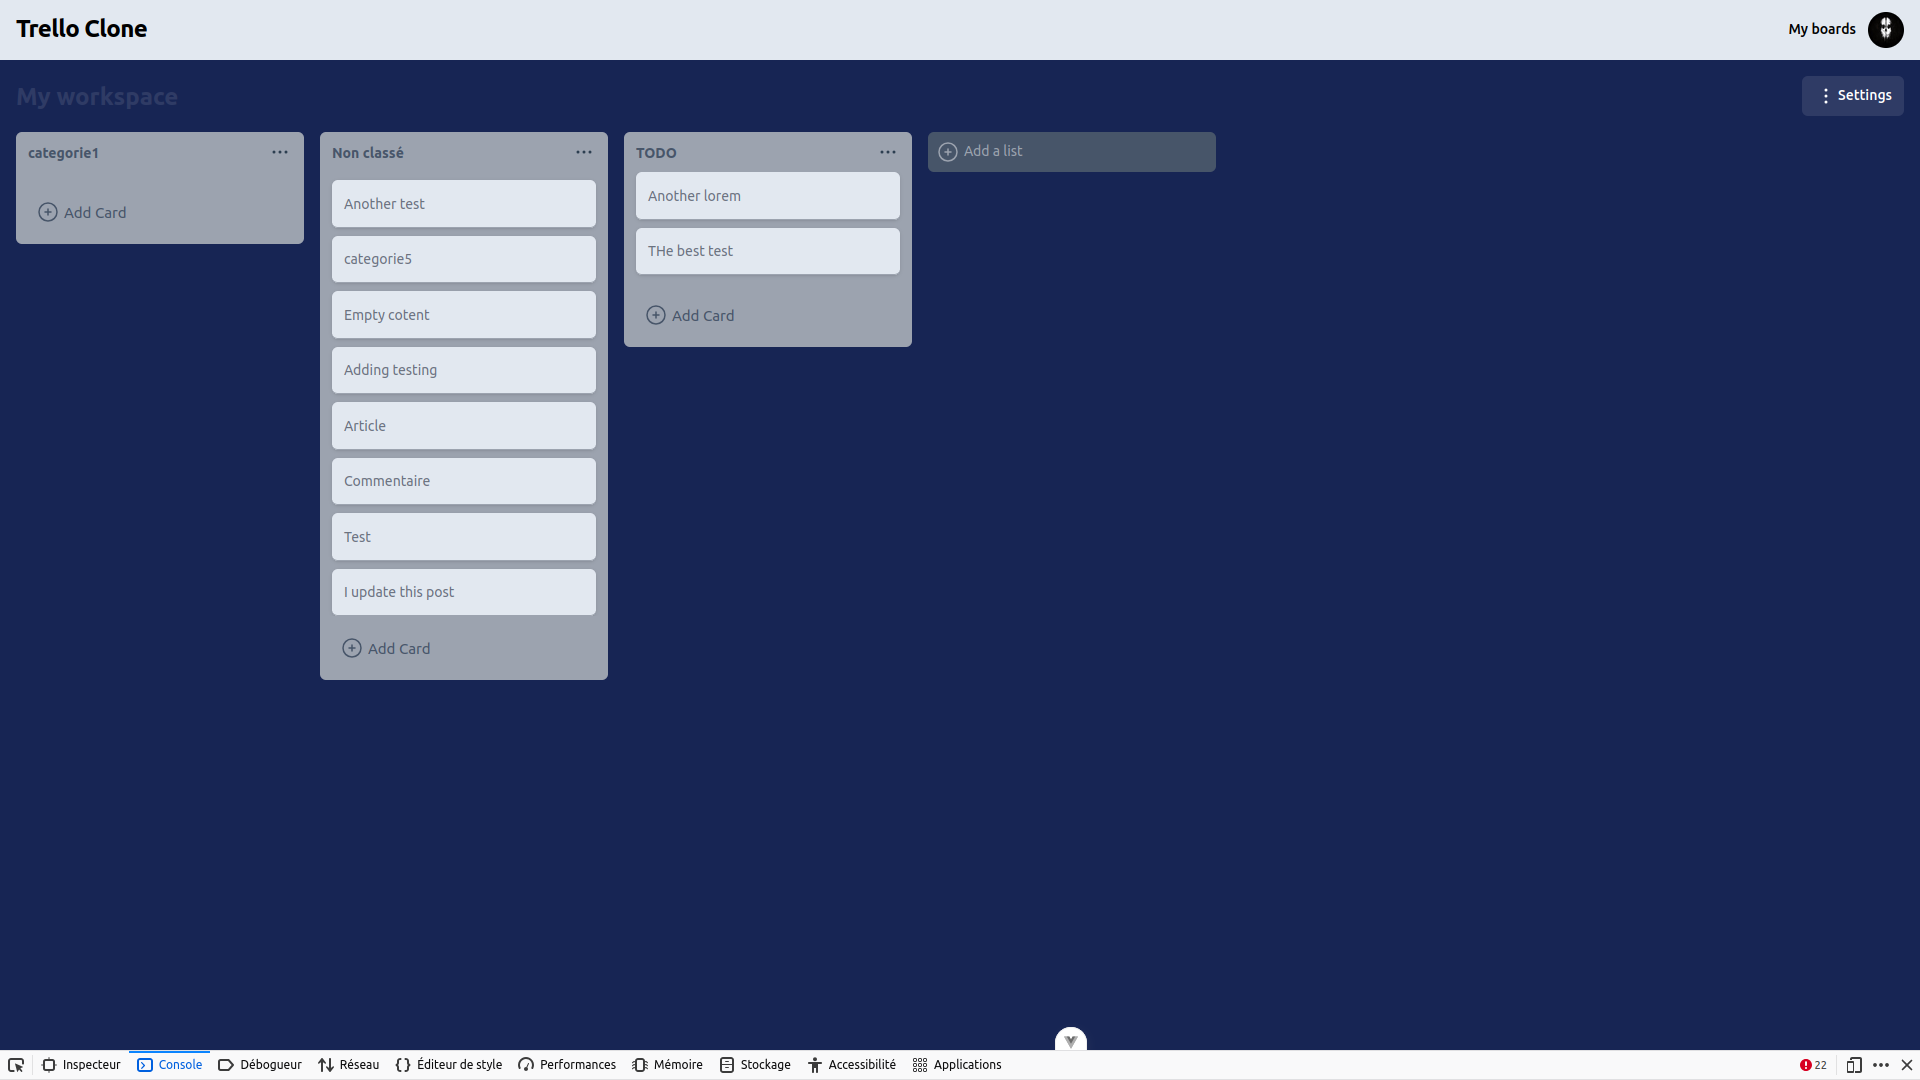 Trello Clone
My boards
My workspace
Settings
categorie1
Add Card
Non classé
Another test
categorie5
Empty cotent
Adding testing
Article
Commentaire
Test
I update this post
Add Card
TODO
Another lorem
THe best test
Add Card
Add a list
Inspecteur Console Débogueur Réseau Éditeur de style Performances Mémoire Stockage Accessibilité Applications 22